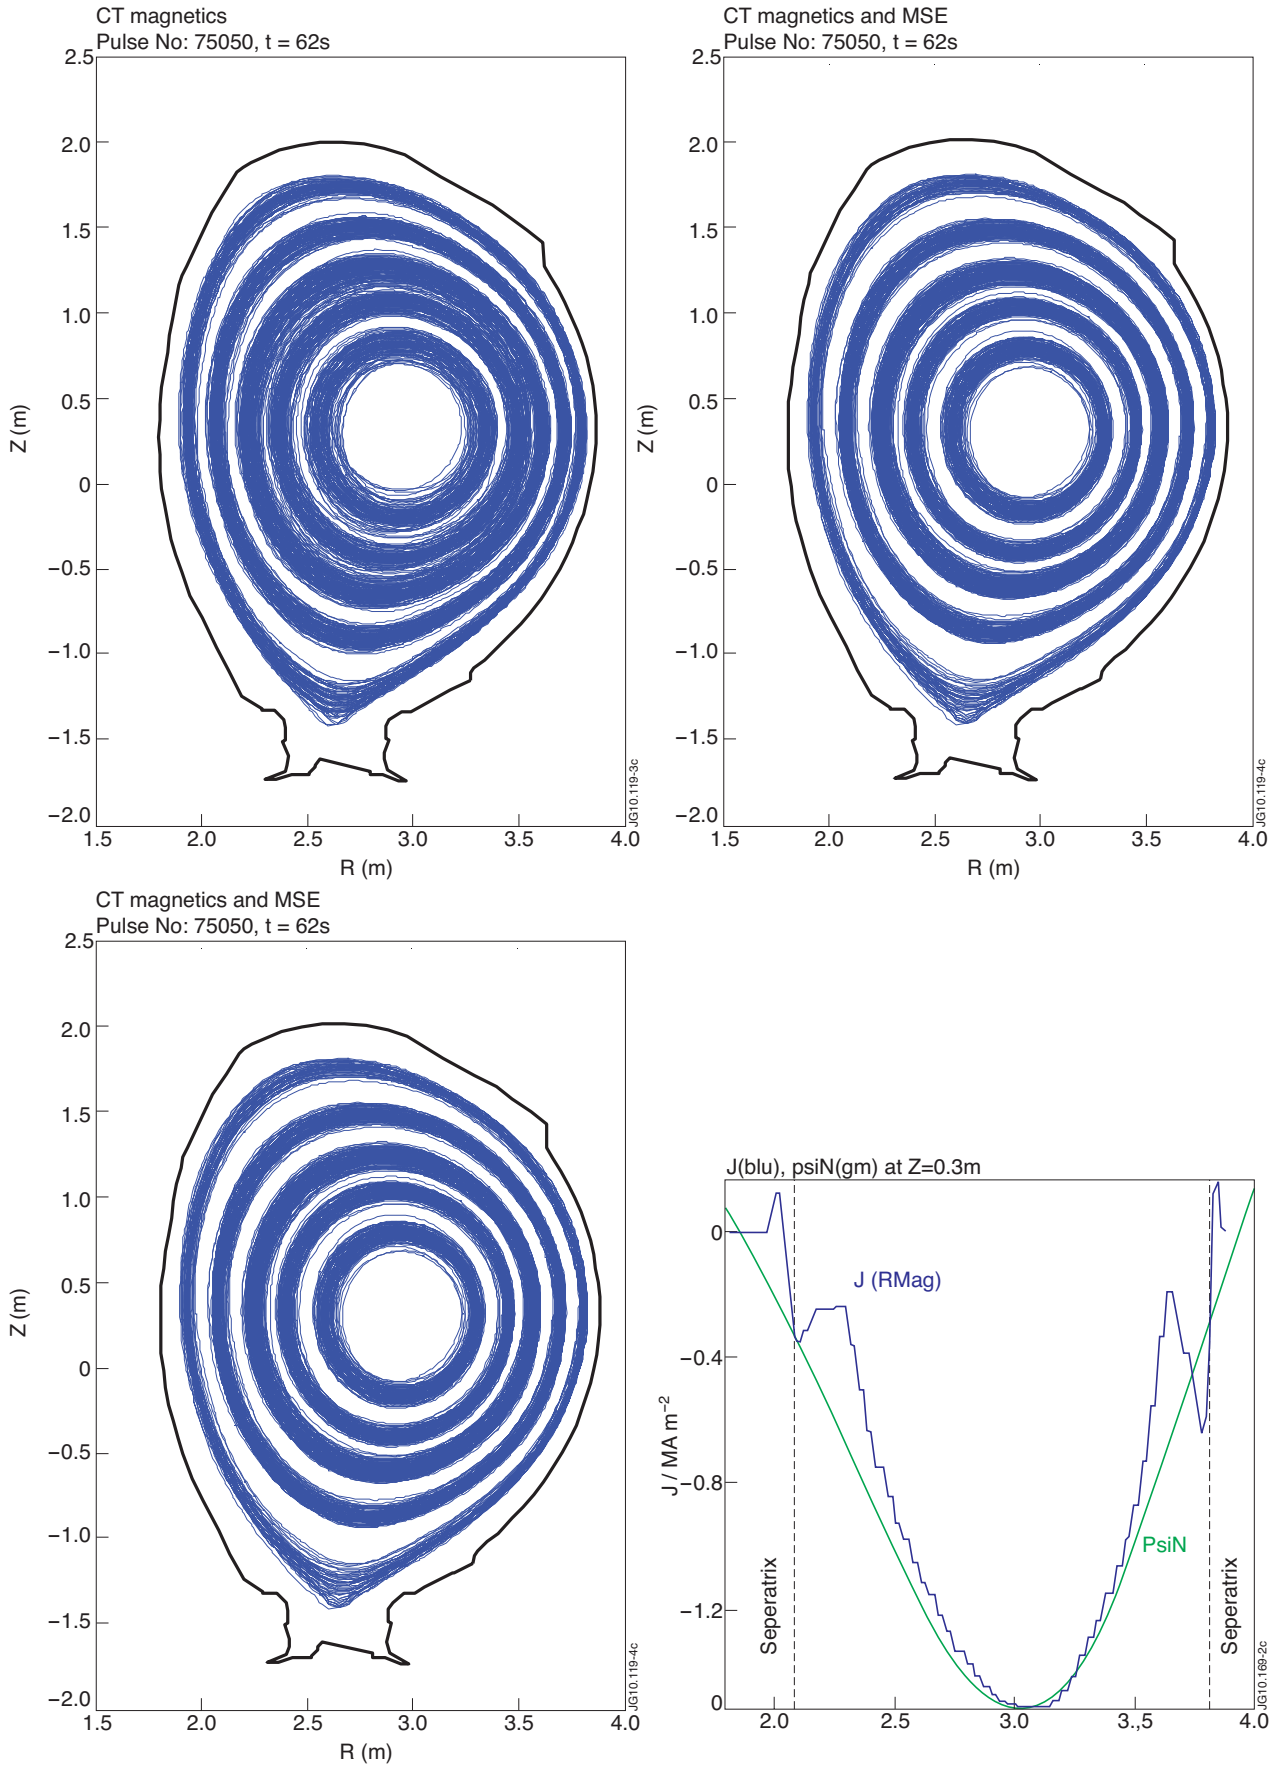 CT magnetics
Pulse No: 75050, t = 62s
2.5
2.0
1.5
1.0
0.5
0
−0.5
−1.0
−1.5
−2.0
Z (m)
1.5 2.0 2.5 3.0 3.5 4.0
R (m)
JG10.119-3c
CT magnetics and MSE
Pulse No: 75050, t = 62s
2.5
2.0
1.5
1.0
0.5
0
−0.5
−1.0
−1.5
−2.0
Z (m)
1.5 2.0 2.5 3.0 3.5 4.0
R (m)
JG10.119-4c
CT magnetics and MSE
Pulse No: 75050, t = 62s
2.5
2.0
1.5
1.0
0.5
0
−0.5
−1.0
−1.5
−2.0
Z (m)
1.5 2.0 2.5 3.0 3.5 4.0
R (m)
JG10.119-4c
J(blu), psiN(gm) at Z=0.3m
0
−0.4
−0.8
−1.2
0
J / MA m−2
J (RMag)
PsiN
Seperatrix
Seperatrix
2.0 2.5 3.0 3.,5 4.0
JG10.169-2c